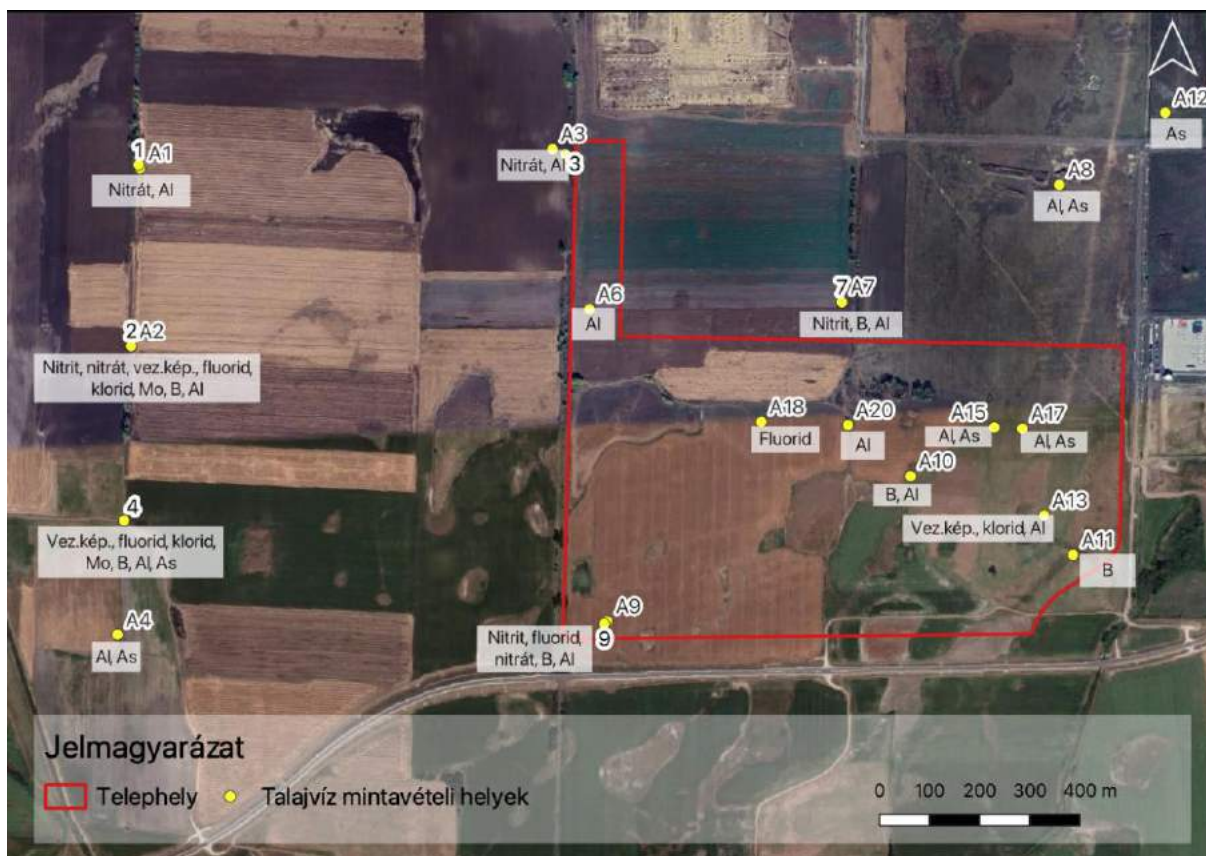 A12
As
1 A1
Nitrát, Al
A3
Nitrát, Al 3
A8
Al, As
A6
Al
7 A7
Nitrit, B, Al
2 A2
Nitrit, nitrát, vez.kép., fluorid,
klorid, Mo, B, Al
A18
Fluorid
A20
Al
A15
Al, As
A17
Al, As
A10
B, Al
4
Vez.kép., fluorid, klorid,
Mo, B, Al, As
A13
Vez.kép., klorid, Al
A11
B
A4
Al, As
A9
Nitrit, fluorid,
nitrát, B, Al
9
Jelmagyarázat
Telephely
Talajvíz mintavételi helyek
0 100 200 300 400 m